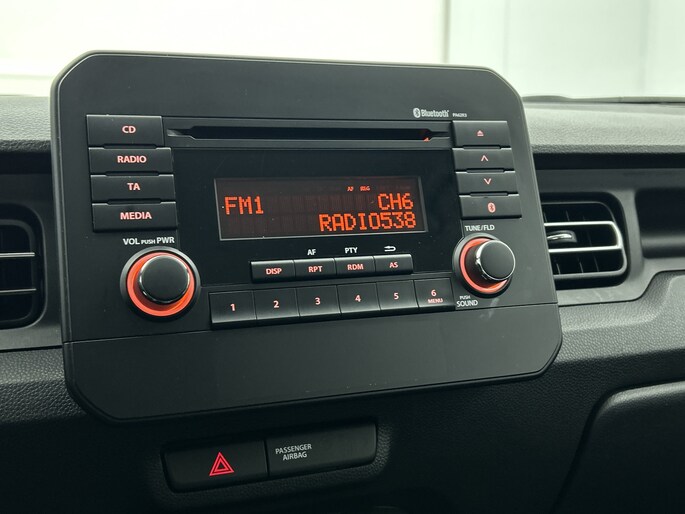 Bluetooth
CD
RADIO
TA
MEDIA
AF
FM1 CH6
RADIO538
VOL PUSH PWR
TUNE/FLD
AF PTY
DISP RPT RDM AS
1 2 3 4 5 6
MENU
PUSH
SOUND
PASSENGER
AIRBAG